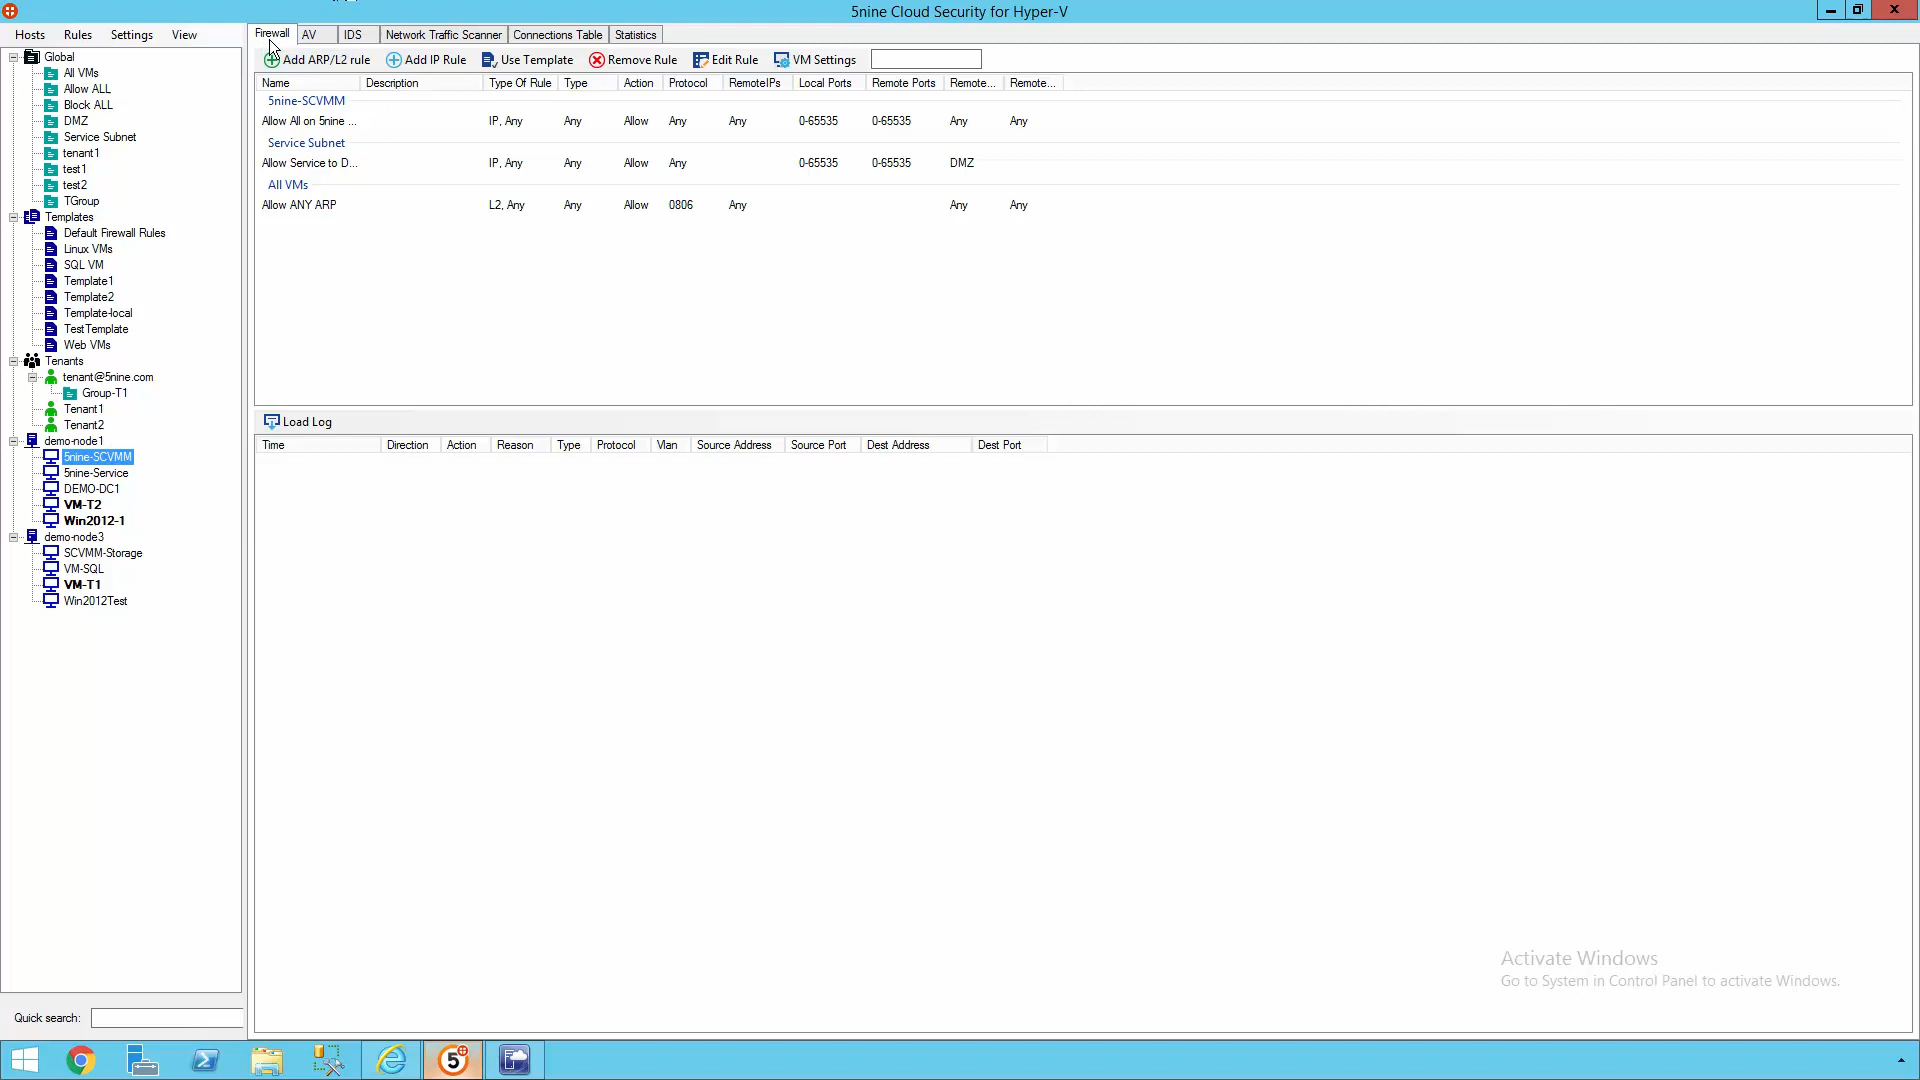 5nine Cloud Security for Hyper-V
Hosts Rules Settings View
Firewall AV IDS Network Traffic Scanner Connections Table Statistics
Add ARP/L2 rule Add IP Rule Use Template Remove Rule Edit Rule VM Settings
Name Description Type Of Rule Type Action Protocol RemoteIPs Local Ports Remote Ports Remote... Remote...
5nine-SCVMM
Allow All on 5nine ... IP, Any Any Allow Any Any 0-65535 0-65535 Any Any
Service Subnet
Allow Service to D... IP, Any Any Allow Any 0-65535 0-65535 DMZ
All VMs
Allow ANY ARP L2, Any Any Allow 0806 Any Any Any
Load Log
Time Direction Action Reason Type Protocol Vlan Source Address Source Port Dest Address Dest Port
Global
All VMs
Allow ALL
Block ALL
DMZ
Service Subnet
tenant1
test1
test2
TGroup
Templates
Default Firewall Rules
Linux VMs
SQL VM
Template1
Template2
Template-local
TestTemplate
Web VMs
Tenants
tenant@5nine.com
Group-T1
Tenant1
Tenant2
demo-node1
5nine-SCVMM
5nine-Service
DEMO-DC1
VM-T2
Win2012-1
demo-node3
SCVMM-Storage
VM-SQL
VM-T1
Win2012Test
Quick search:
Activate Windows
Go to System in Control Panel to activate Windows.
5